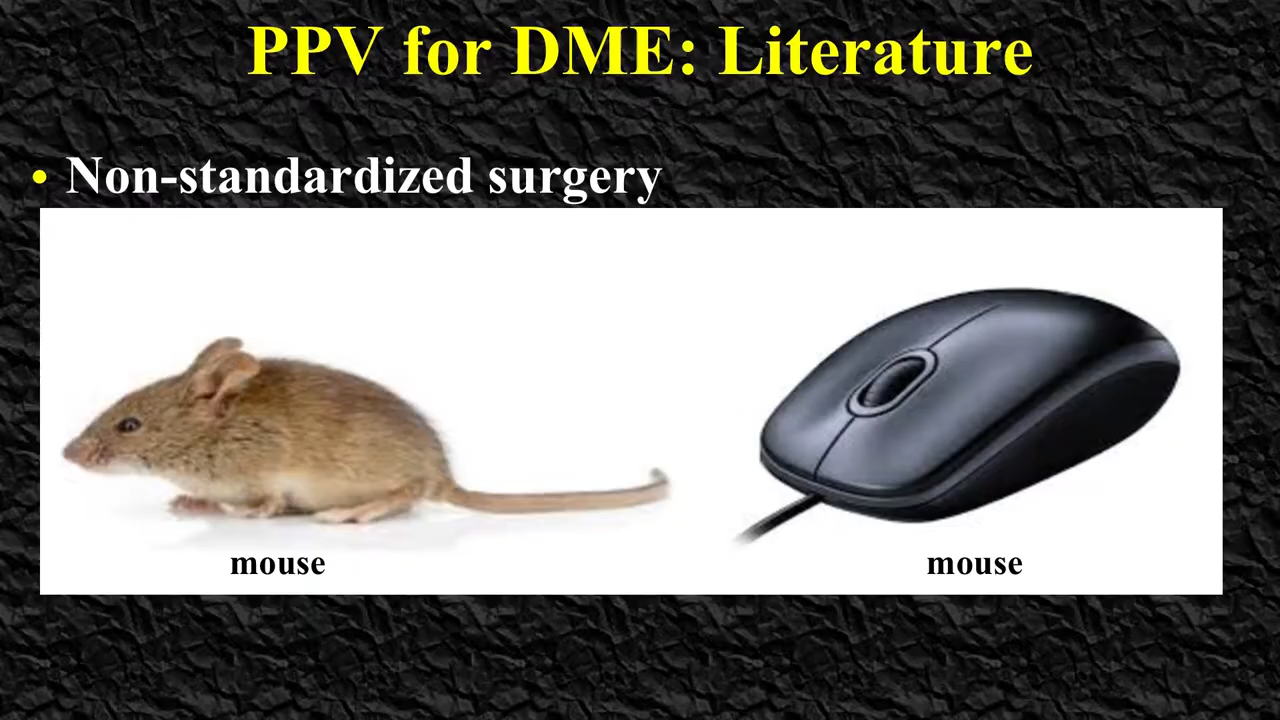 PPV for DME: Literature
• Non-standardized surgery
mouse
mouse